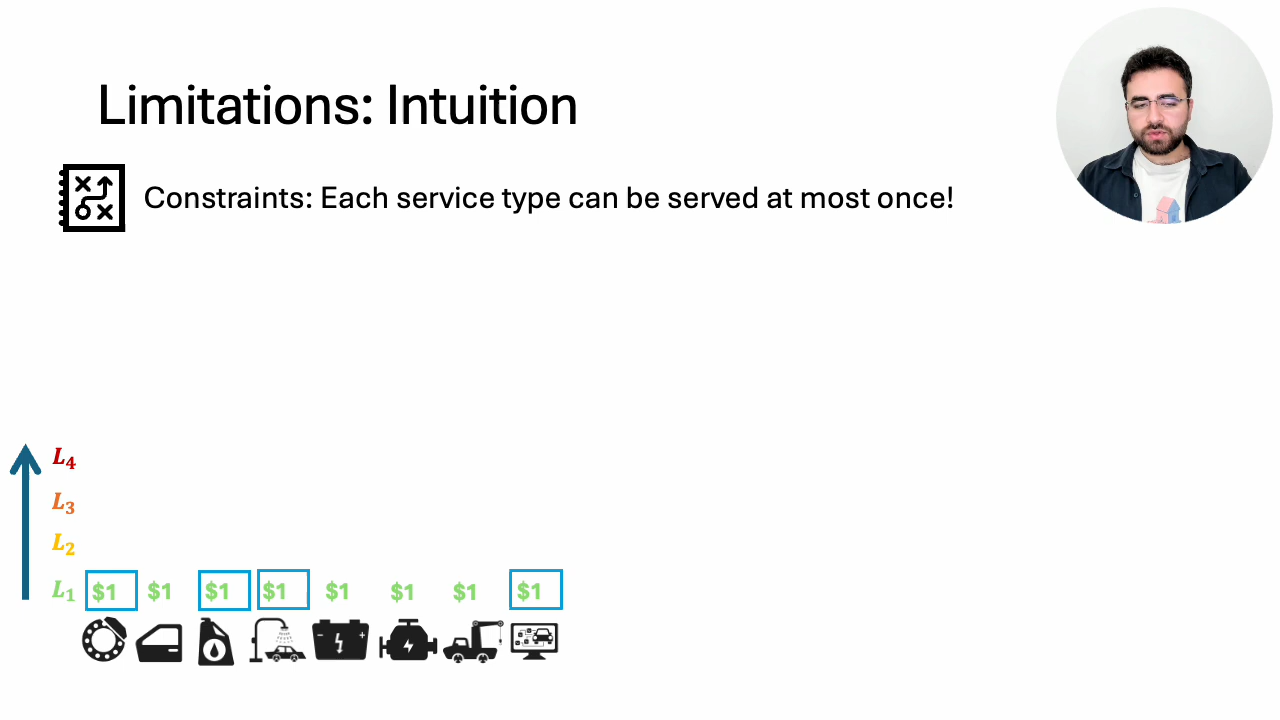 Limitations: Intuition
Constraints: Each service type can be served at most once!
L₄
L₃
L₂
L₁ $1 $1 $1 $1 $1 $1 $1 $1